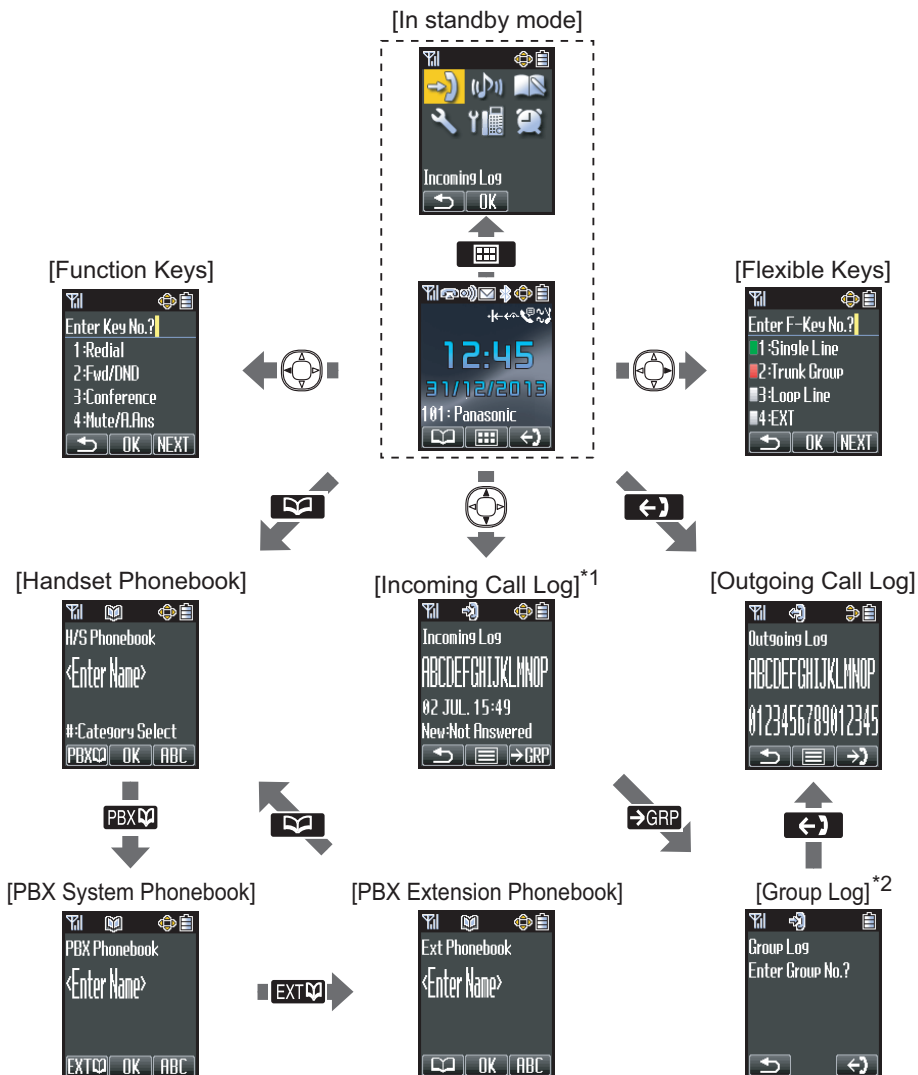 [In standby mode]
Incoming Log
OK
[Function Keys]
Enter Key No.?
1:Redial
2:Fwd/DND
3:Conference
4:Mute/A.Ans
OK NEXT
12:45
31/12/2013
101: Panasonic
[Flexible Keys]
Enter F-Key No.?
1:Single Line
2:Trunk Group
3:Loop Line
4:EXT
OK NEXT
[Handset Phonebook]
H/S Phonebook
<Enter Name>
#:Category Select
PBX OK ABC
[Incoming Call Log]*1
Incoming Log
ABCDEFGHIJKLMNOP
02 JUL. 15:49
New:Not Answered
→GRP
[Outgoing Call Log]
Outgoing Log
ABCDEFGHIJKLMNOP
0123456789012345
PBX
→GRP
[PBX System Phonebook]
PBX Phonebook
<Enter Name>
EXT OK ABC
EXT
[PBX Extension Phonebook]
Ext Phonebook
<Enter Name>
OK ABC
[Group Log]*2
Group Log
Enter Group No.?